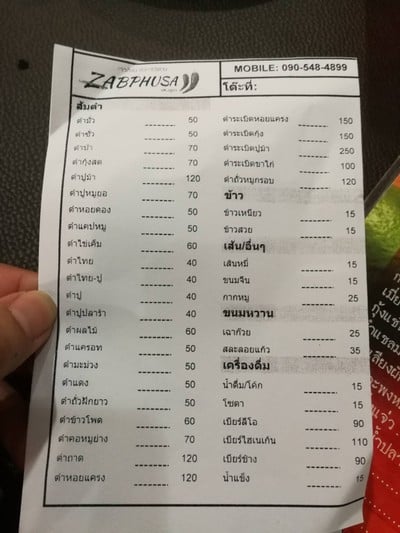 ZABPHUSA
MOBILE: 090-548-4899
โต๊ะที่:
ส้มตำ
ตำมั่ว 50
ตำซั่ว 50
ตำป่า 70
ตำกุ้งสด 70
ตำปูม้า 120
ตำปูหมูยอ 70
ตำหอยดอง 50
ตำแคปหมู 50
ตำไข่เค็ม 60
ตำไทย 40
ตำไทย-ปู 40
ตำปู 40
ตำปูปลาร้า 40
ตำผลไม้ 60
ตำแครอท 50
ตำมะม่วง 50
ตำแตง 50
ตำถั่วฝักยาว 50
ตำข้าวโพด 60
ตำคอหมูย่าง 70
ตำถาด 120
ตำหอยแครง 120
ตำระเบิดหอยแครง 150
ตำระเบิดกุ้ง 150
ตำระเบิดปูม้า 250
ตำระเบิดขาไก่ 100
ตำถั่วหมูกรอบ 120
ข้าว
ข้าวเหนียว 15
ข้าวสวย 15
เส้น/อื่นๆ
เส้นหมี่ 15
ขนมจีน 15
กากหมู 25
ขนมหวาน
เฉาก๊วย 25
สละลอยแก้ว 35
เครื่องดื่ม
น้ำดื่ม/โค้ก 15
โซดา 15
เบียร์ลีโอ 90
เบียร์ไฮเนเก้น 110
เบียร์ช้าง 90
น้ำแข็ง 15